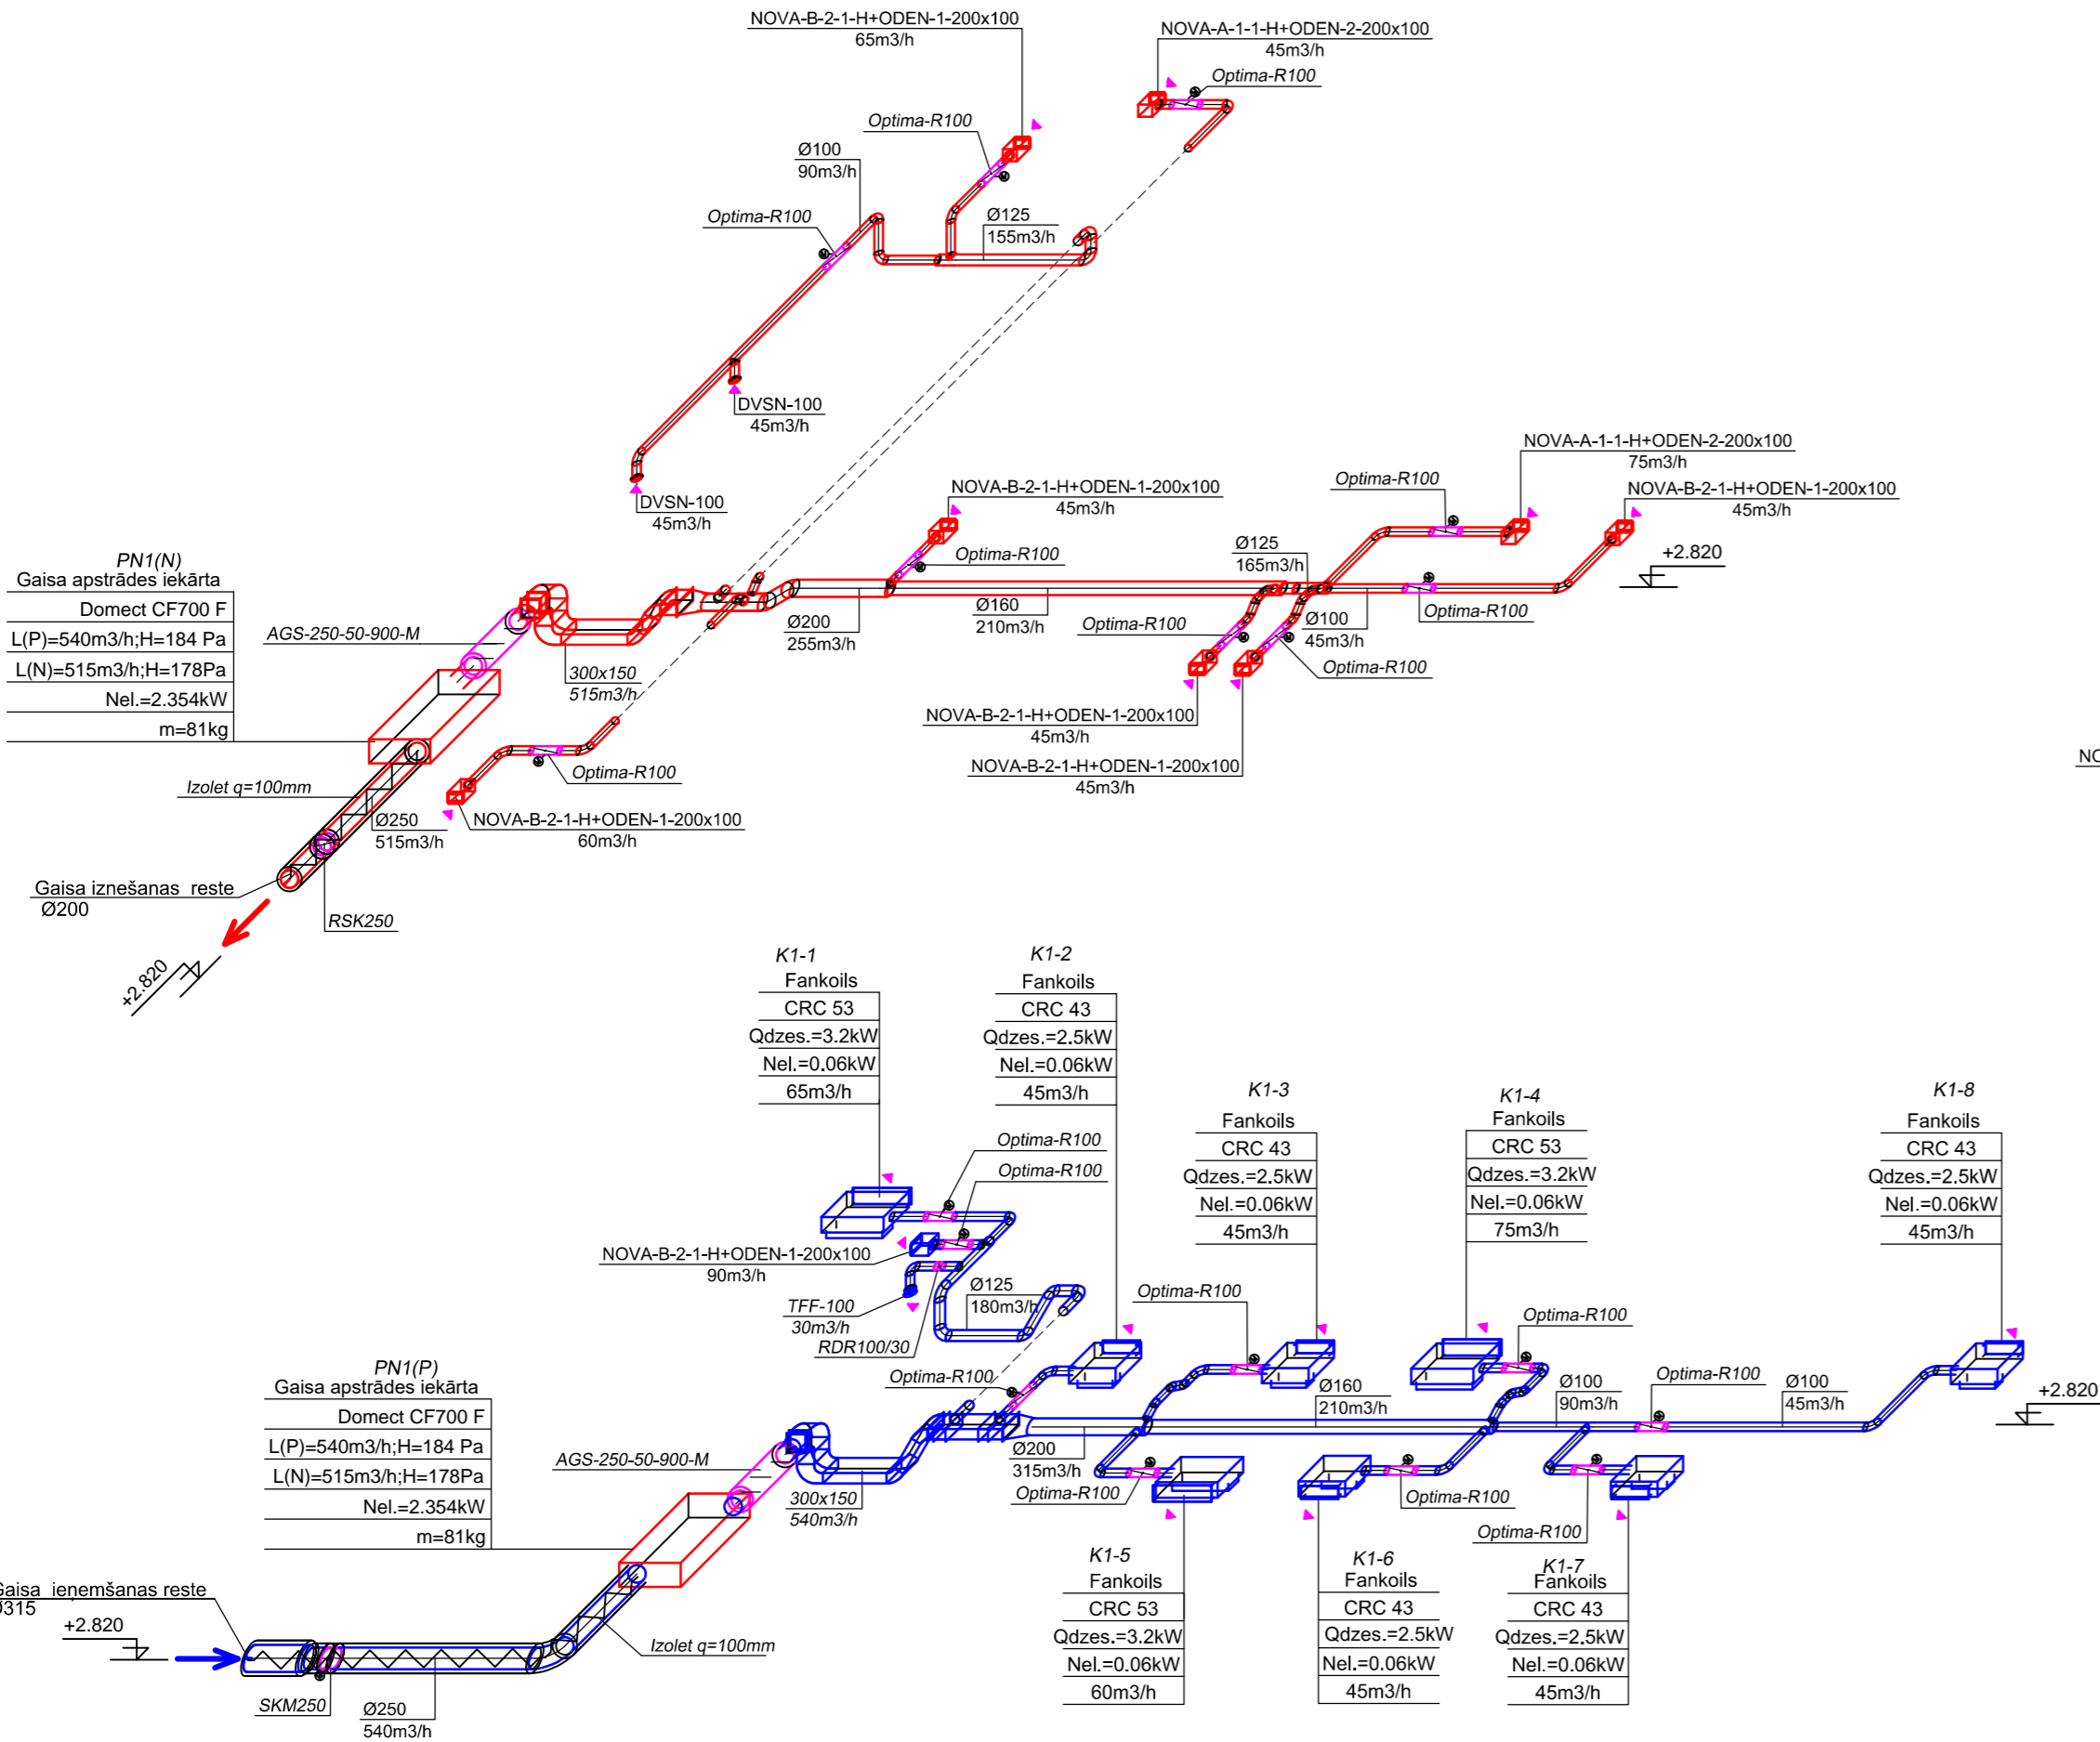 NOVA-B-2-1-H+ODEN-1-200x100
65m3/h
NOVA-A-1-1-H+ODEN-2-200x100
45m3/h
Optima-R100
Optima-R100
Ø100
90m3/h
Optima-R100
Ø125
155m3/h
DVSN-100
45m3/h
DVSN-100
45m3/h
NOVA-B-2-1-H+ODEN-1-200x100
45m3/h
Optima-R100
NOVA-A-1-1-H+ODEN-2-200x100
75m3/h
Optima-R100
NOVA-B-2-1-H+ODEN-1-200x100
45m3/h
+2.820
Ø125
165m3/h
Ø200
255m3/h
Ø160
210m3/h
Optima-R100
Ø100
45m3/h
Optima-R100
Optima-R100
NOVA-B-2-1-H+ODEN-1-200x100
45m3/h
NOVA-B-2-1-H+ODEN-1-200x100
45m3/h
PN1(N)
Gaisa apstrādes iekārta
Domect CF700 F
L(P)=540m3/h;H=184 Pa
L(N)=515m3/h;H=178Pa
Nel.=2.354kW
m=81kg
AGS-250-50-900-M
300x150
515m3/h
Izolet q=100mm
Optima-R100
Ø250
515m3/h
NOVA-B-2-1-H+ODEN-1-200x100
60m3/h
Gaisa iznešanas reste
Ø200
RSK250
+2.820
NO
K1-1
Fankoils
CRC 53
Qdzes.=3.2kW
Nel.=0.06kW
65m3/h
K1-2
Fankoils
CRC 43
Qdzes.=2.5kW
Nel.=0.06kW
45m3/h
K1-3
Fankoils
CRC 43
Qdzes.=2.5kW
Nel.=0.06kW
45m3/h
K1-4
Fankoils
CRC 53
Qdzes.=3.2kW
Nel.=0.06kW
75m3/h
K1-8
Fankoils
CRC 43
Qdzes.=2.5kW
Nel.=0.06kW
45m3/h
Optima-R100
Optima-R100
NOVA-B-2-1-H+ODEN-1-200x100
90m3/h
TFF-100
30m3/h
RDR100/30
Ø125
180m3/h
Optima-R100
Optima-R100
Optima-R100
Ø160
210m3/h
Ø100
90m3/h
Optima-R100
Ø100
45m3/h
+2.820
PN1(P)
Gaisa apstrādes iekārta
Domect CF700 F
L(P)=540m3/h;H=184 Pa
L(N)=515m3/h;H=178Pa
Nel.=2.354kW
m=81kg
AGS-250-50-900-M
300x150
540m3/h
Ø200
315m3/h
Optima-R100
Optima-R100
Optima-R100
K1-5
Fankoils
CRC 53
Qdzes.=3.2kW
Nel.=0.06kW
60m3/h
K1-6
Fankoils
CRC 43
Qdzes.=2.5kW
Nel.=0.06kW
45m3/h
K1-7
Fankoils
CRC 43
Qdzes.=2.5kW
Nel.=0.06kW
45m3/h
Gaisa ieņemšanas reste
Ø315
+2.820
Izolet q=100mm
SKM250
Ø250
540m3/h